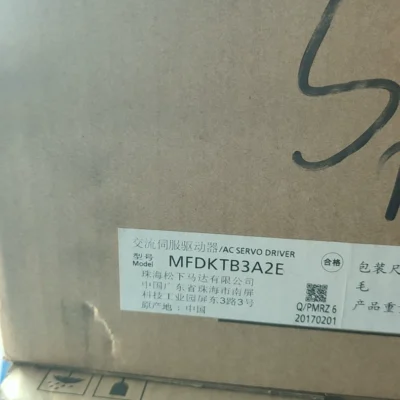 交流伺服驱动器/AC SERVO DRIVER
型号
Model MFDKTB3A2E
合格
珠海松下马达有限公司
中国广东省珠海市南屏
科技工业园屏东3路3号
原产地：中国
Q/PMRZ 6
20170201
包装尺
毛
产品重